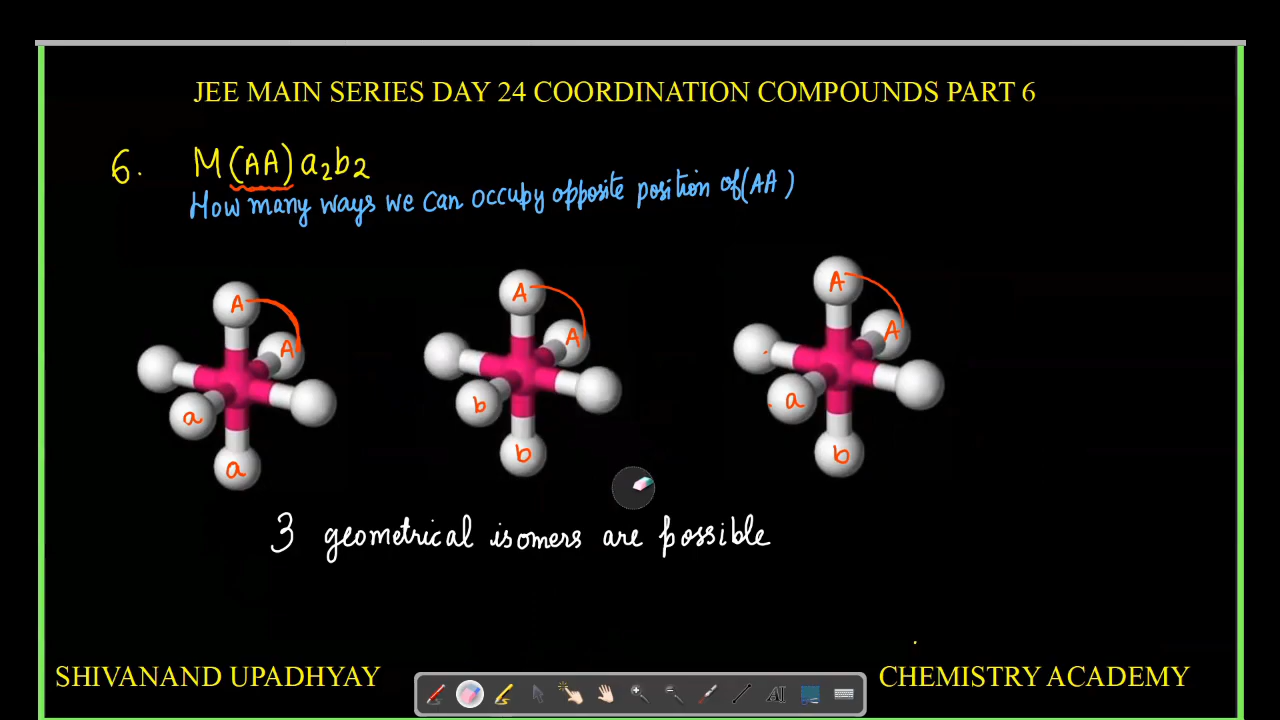 JEE MAIN SERIES DAY 24 COORDINATION COMPOUNDS PART 6
6. M(AA)a2b2
How many ways we can occupy opposite position of (AA)
A A a a
A A b b
A A a b
3 geometrical isomers are possible
SHIVANAND UPADHYAY
CHEMISTRY ACADEMY
AI